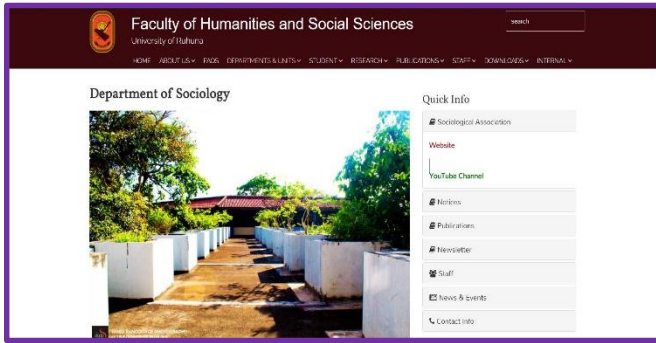 Faculty of Humanities and Social Sciences
search
University of Ruhuna
HOME ABOUT US FAQS DEPARTMENTS & UNITS STUDENT RESEARCH PUBLICATIONS STAFF DOWNLOADS INTERNAL
Department of Sociology
Quick Info
Sociological Association
Website
YouTube Channel
Notices
Publications
Newsletter
Staff
News & Events
Contact Info